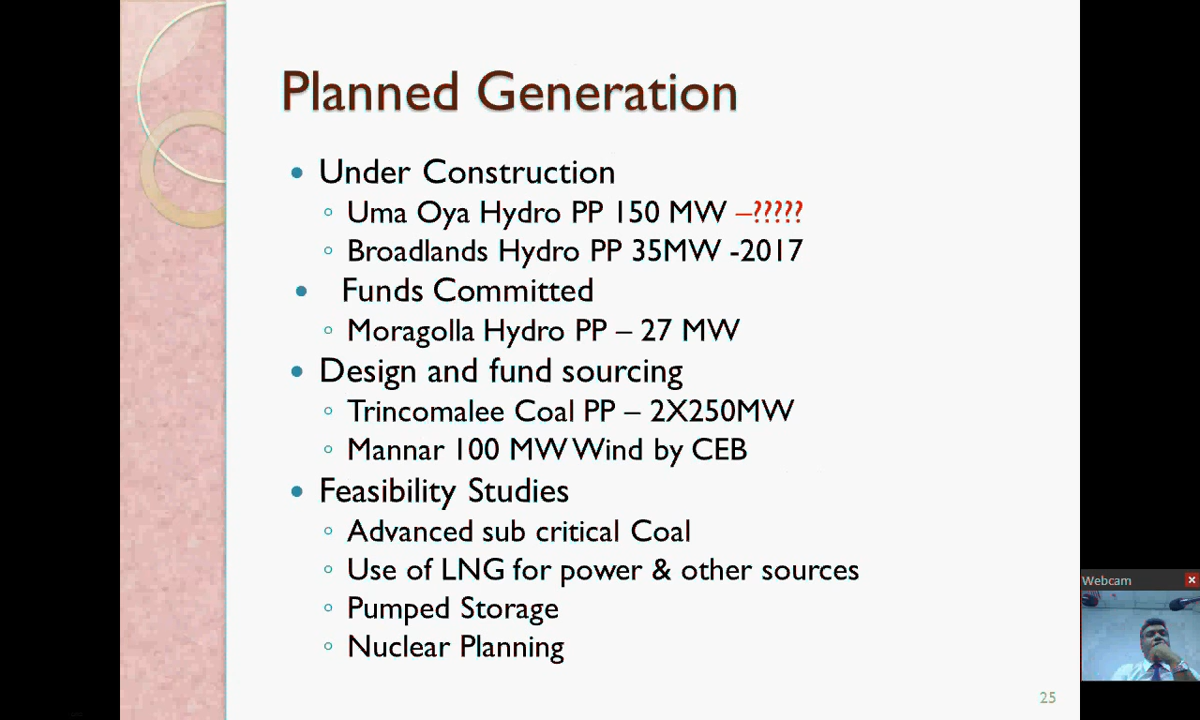 Planned Generation
• Under Construction
◦ Uma Oya Hydro PP 150 MW –?????
◦ Broadlands Hydro PP 35MW -2017
• Funds Committed
◦ Moragolla Hydro PP – 27 MW
• Design and fund sourcing
◦ Trincomalee Coal PP – 2X250MW
◦ Mannar 100 MW Wind by CEB
• Feasibility Studies
◦ Advanced sub critical Coal
◦ Use of LNG for power & other sources
◦ Pumped Storage
◦ Nuclear Planning
25
Webcam